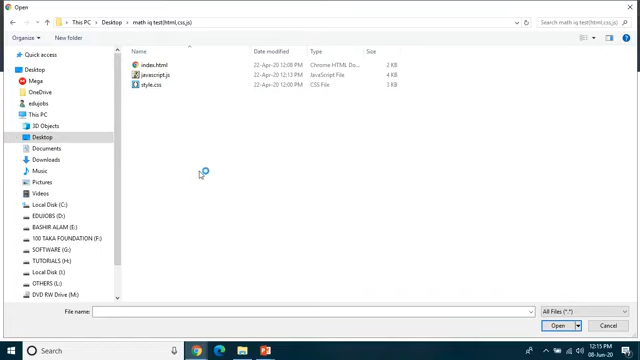 Open
This PC > Desktop > math iq test(html,css,js)
Search math iq test(html,css,js)
Organize
New folder
Name Date modified Type Size
Quick access
Desktop
Mega
OneDrive
edujobs
This PC
3D Objects
Desktop
Documents
Downloads
Music
Pictures
Videos
Local Disk (C:)
EDUJOBS (D:)
BASHIR ALAM (E:)
100 TAKA FOUNDATION (F:)
SOFTWARE (G:)
TUTORIALS (H:)
Local Disk (I:)
OTHERS (L:)
DVD RW Drive (M:)
index.html 22-Apr-20 12:08 PM Chrome HTML Do... 2 KB
javascript.js 22-Apr-20 12:13 PM JavaScript File 4 KB
style.css 22-Apr-20 12:00 PM CSS File 3 KB
File name:
All Files (*.*)
Open
Cancel
Search
12:15 PM
08-Jun-20